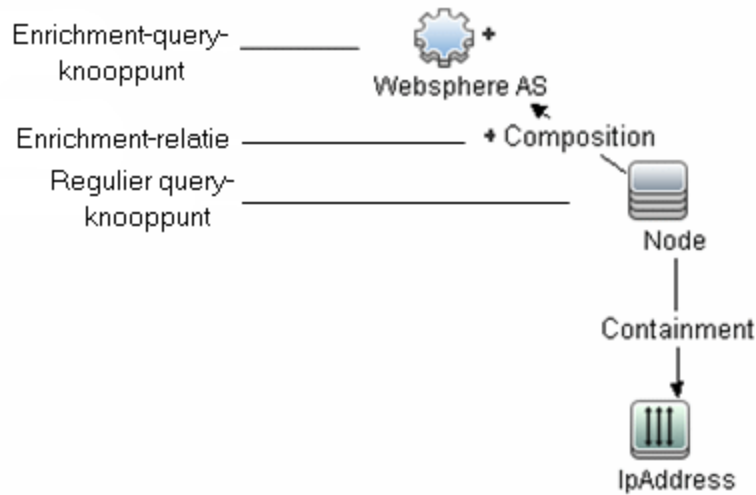 Enrichment-query-
knooppunt
+
Websphere AS
Enrichment-relatie
+ Composition
Regulier query-
knooppunt
Node
Containment
IpAddress